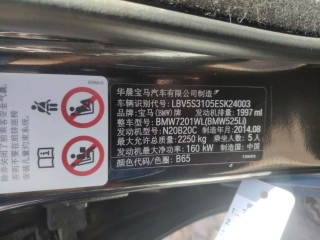 华晨宝马汽车有限公司制造
车辆识别代号 LBV5S3105ESK24003
品牌:宝马(BMW)牌 发动机排量:1997 ml
整车型号:BMW7201WL(BMW525Li)
发动机型号:N20B20C 制造年月:2014.08
最大允许总质量:2250 kg 乘坐人数:5人
发动机最大净功率:160 kW 制造国:中国
颜色代码/色圈:B65